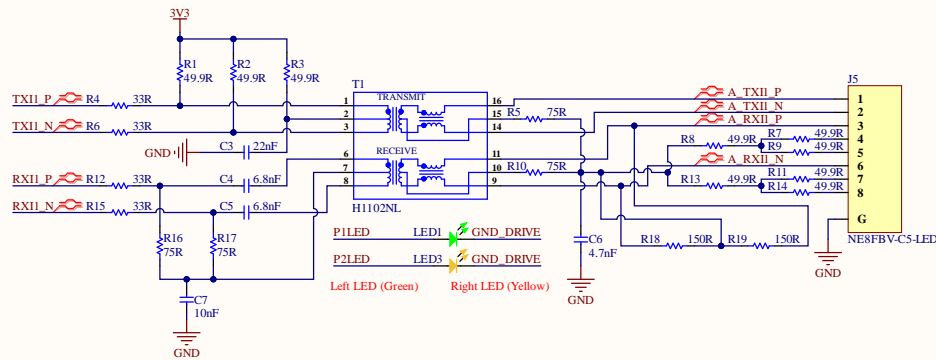 3V3
R1
49.9R
R2
49.9R
R3
49.9R
TXI1_P
R4
33R
TXI1_N
R6
33R
GND
C3
22nF
RXI1_P
R12
33R
C4
6.8nF
RXI1_N
R15
33R
C5
6.8nF
R16
75R
R17
75R
C7
10nF
GND
T1
TRANSMIT
RECEIVE
1
2
3
6
7
8
16
15
14
11
10
9
H1102NL
R5
75R
R10
75R
P1LED
LED1
GND_DRIVE
P2LED
LED3
GND_DRIVE
Left LED (Green)
Right LED (Yellow)
C6
4.7nF
GND
A_TXI1_P
A_TXI1_N
A_RXI1_P
A_RXI1_N
R8
49.9R
R7
49.9R
R9
49.9R
R13
49.9R
R11
49.9R
R14
49.9R
R18
150R
R19
150R
J5
1
2
3
4
5
6
7
8
G
NE8FBV-C5-LED
GND